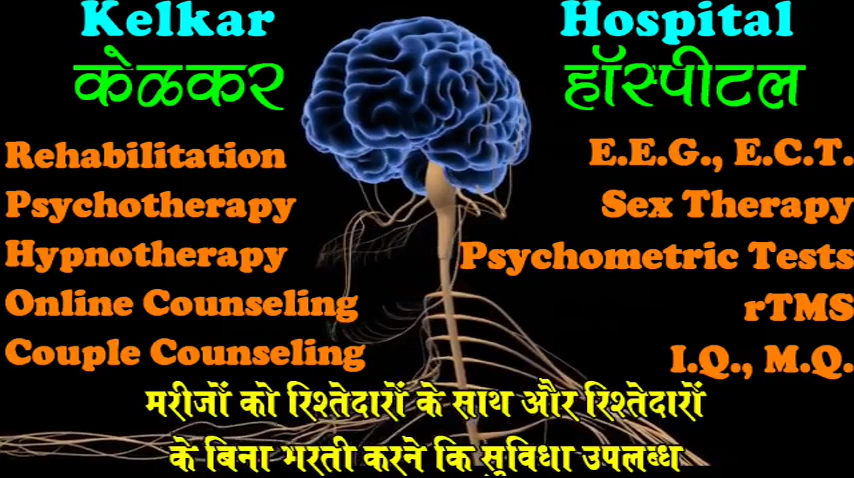 Kelkar Hospital
केळकर हॉस्पीटल
Rehabilitation
Psychotherapy
Hypnotherapy
Online Counseling
Couple Counseling
E.E.G., E.C.T.
Sex Therapy
Psychometric Tests
rTMS
I.Q., M.Q.
मरीजों को रिश्तेदारों के साथ और रिश्तेदारों
के बिना भरती करने कि सुविधा उपलब्ध